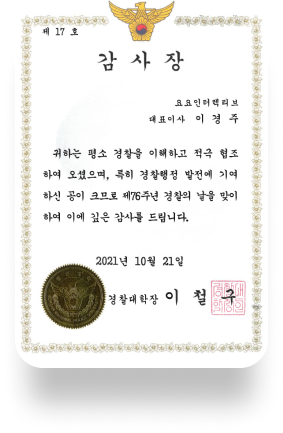 제 17 호
감 사 장
요요인터렉티브
대표이사 이 경 주
귀하는 평소 경찰을 이해하고 적극 협조
하여 오셨으며, 특히 경찰행정 발전에 기여
하신 공이 크므로 제76주년 경찰의 날을 맞이
하여 이에 깊은 감사를 드립니다.
2021년 10월 21일
경찰대학장 이 철 구